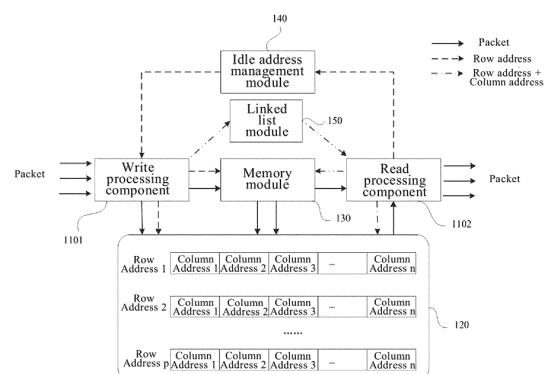 140
Idle address
management
module
Packet
Row address
Row address +
Column address
Linked
list
module
150
Packet
Write
processing
component
Memory
module
Read
processing
component
Packet
1101
130
1102
Row
Address 1
Column
Address 1
Column
Address 2
Column
Address 3
...
Column
Address n
Row
Address 2
Column
Address 1
Column
Address 2
Column
Address 3
...
Column
Address n
......
120
Row
Address p
Column
Address 1
Column
Address 2
Column
Address 3
...
Column
Address n